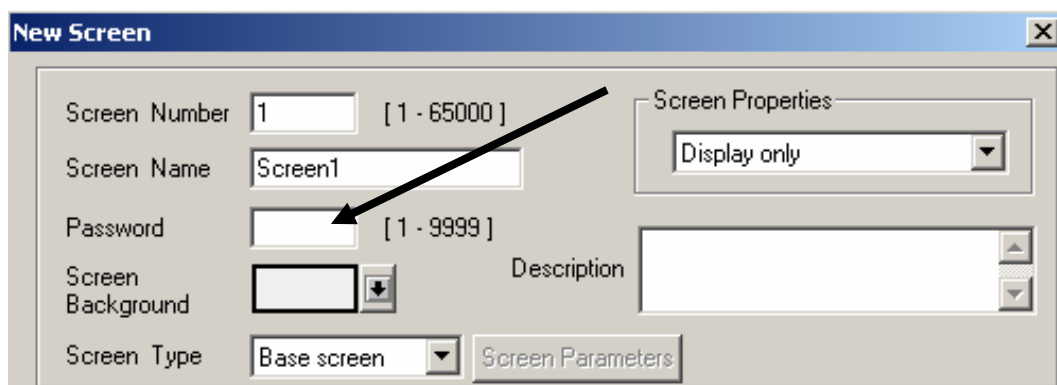 New Screen
Screen Number 1 [ 1 - 65000 ]
Screen Properties
Display only
Screen Name Screen1
Password [ 1 - 9999 ]
Description
Screen
Background
Screen Type Base screen Screen Parameters